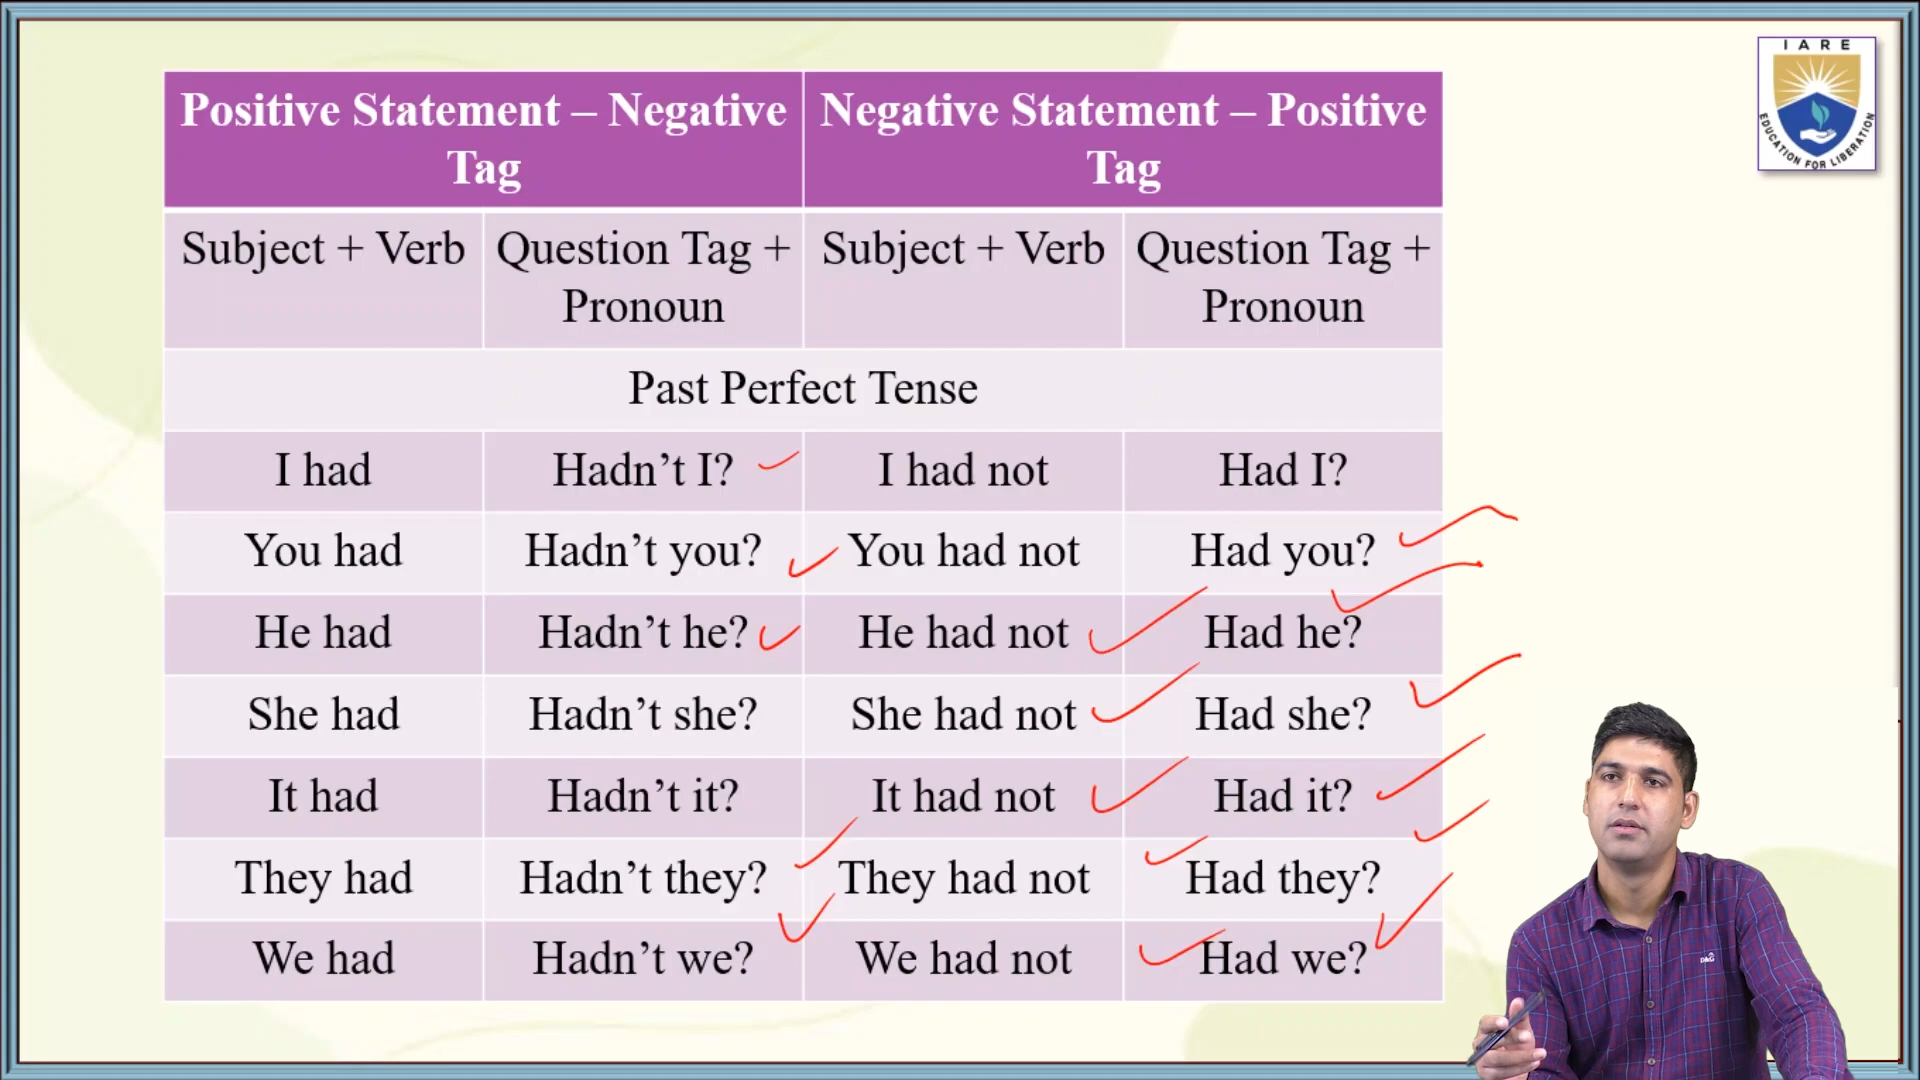 IARE
EDUCATION FOR LIBERATION
Positive Statement – Negative Tag
Negative Statement – Positive Tag
Subject + Verb
Question Tag + Pronoun
Subject + Verb
Question Tag + Pronoun
Past Perfect Tense
I had Hadn’t I? I had not Had I?
You had Hadn’t you? You had not Had you?
He had Hadn’t he? He had not Had he?
She had Hadn’t she? She had not Had she?
It had Hadn’t it? It had not Had it?
They had Hadn’t they? They had not Had they?
We had Hadn’t we? We had not Had we?